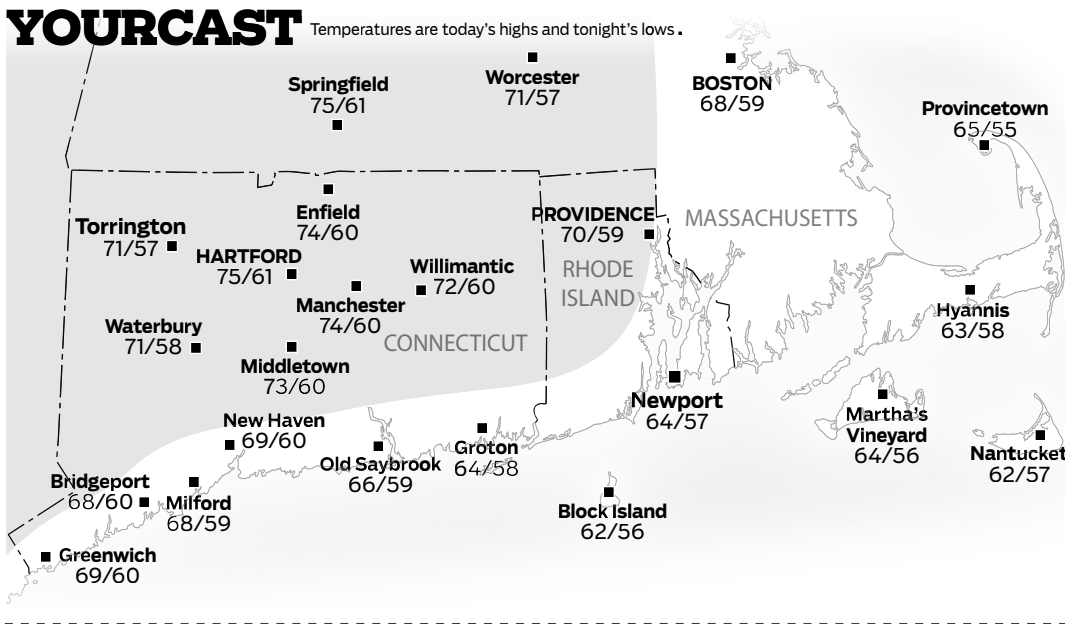 YOURCAST Temperatures are today's highs and tonight's lows.
Springfield
75/61
Worcester
71/57
BOSTON
68/59
Provincetown
65/55
Torrington
71/57
Enfield
74/60
HARTFORD
75/61
Willimantic
72/60
PROVIDENCE
70/59
MASSACHUSETTS
RHODE
ISLAND
Manchester
74/60
Waterbury
71/58
CONNECTICUT
Hyannis
63/58
Middletown
73/60
New Haven
69/60
Newport
64/57
Martha's
Vineyard
64/56
Nantucket
62/57
Old Saybrook
66/59
Groton
64/58
Bridgeport
68/60
Milford
68/59
Block Island
62/56
Greenwich
69/60